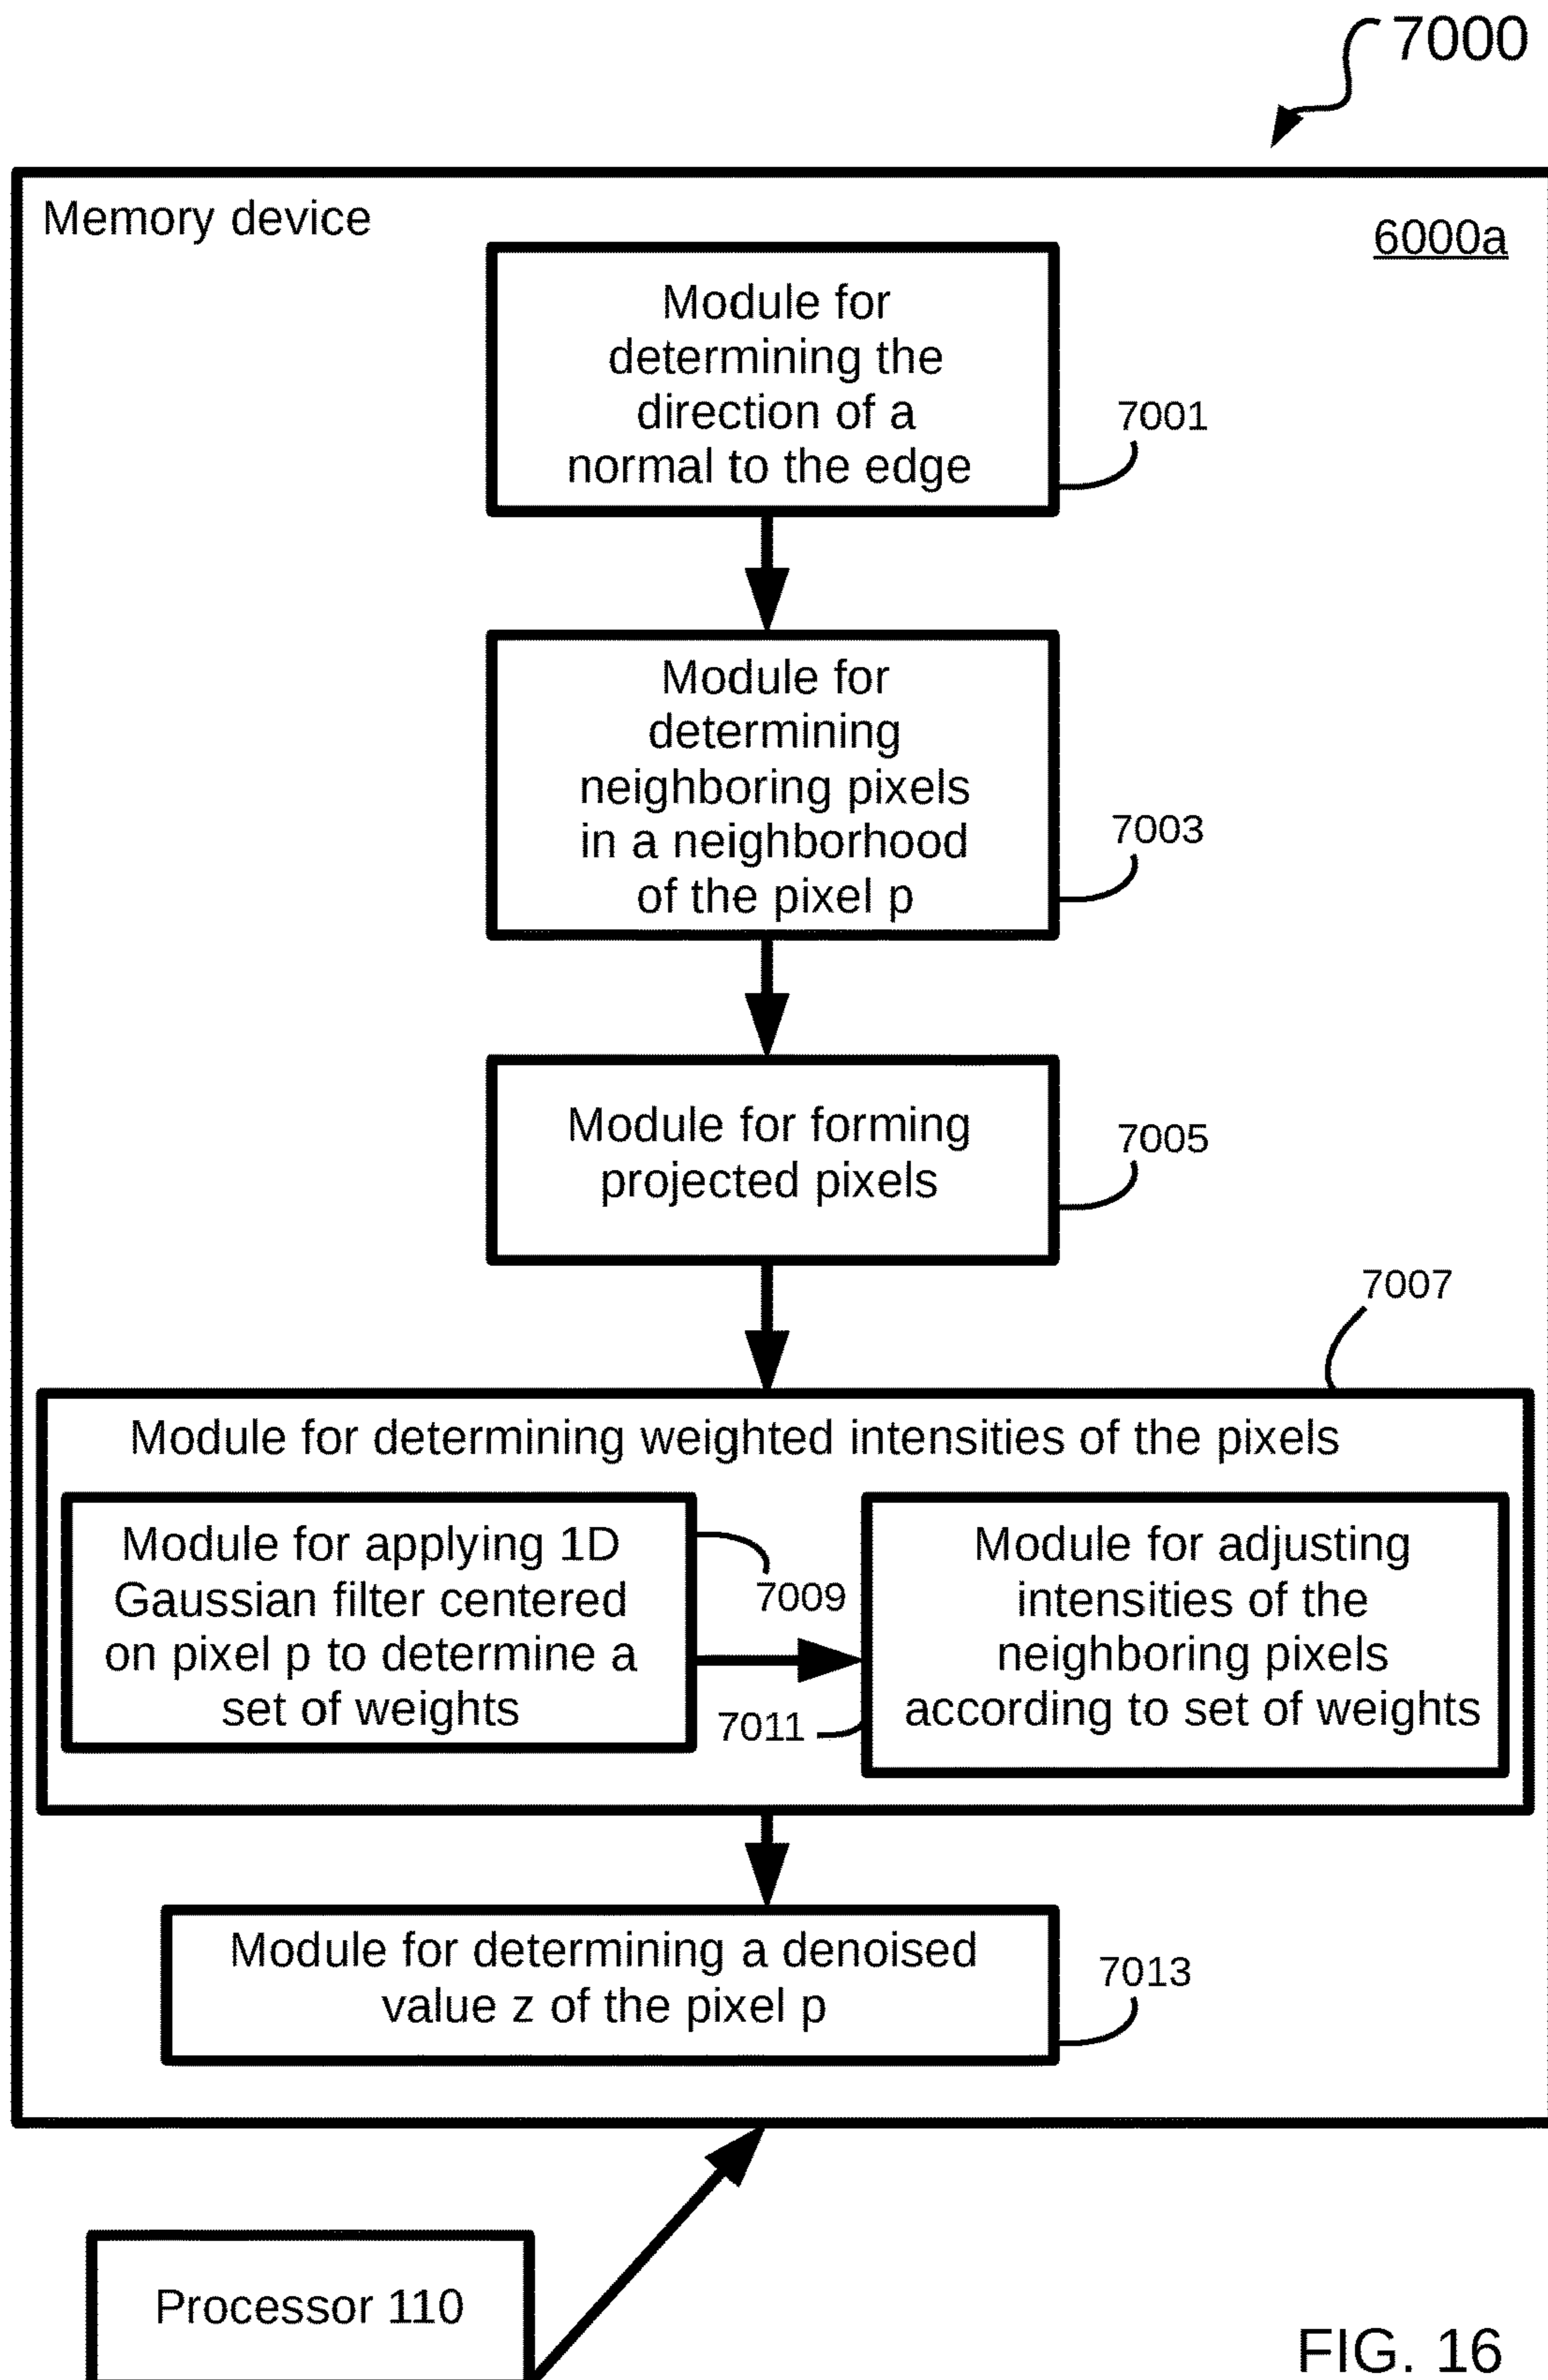 7000
Memory device
6000a
Module for
determining the
direction of a
normal to the edge
7001
Module for
determining
neighboring pixels
in a neighborhood
of the pixel p
7003
Module for forming
projected pixels
7005
7007
Module for determining weighted intensities of the pixels
Module for applying 1D
Gaussian filter centered
on pixel p to determine a
set of weights
7009
7011
Module for adjusting
intensities of the
neighboring pixels
according to set of weights
Module for determining a denoised
value z of the pixel p
7013
Processor 110
FIG. 16